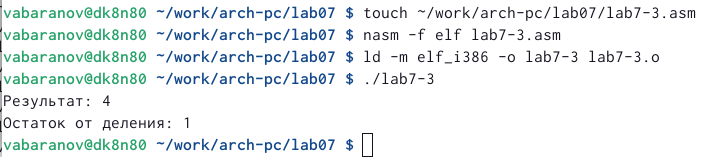 vabaranov@dk8n80 ~/work/arch-pc/lab07 $ touch ~/work/arch-pc/lab07/lab7-3.asm
vabaranov@dk8n80 ~/work/arch-pc/lab07 $ nasm -f elf lab7-3.asm
vabaranov@dk8n80 ~/work/arch-pc/lab07 $ ld -m elf_i386 -o lab7-3 lab7-3.o
vabaranov@dk8n80 ~/work/arch-pc/lab07 $ ./lab7-3
Результат: 4
Остаток от деления: 1
vabaranov@dk8n80 ~/work/arch-pc/lab07 $